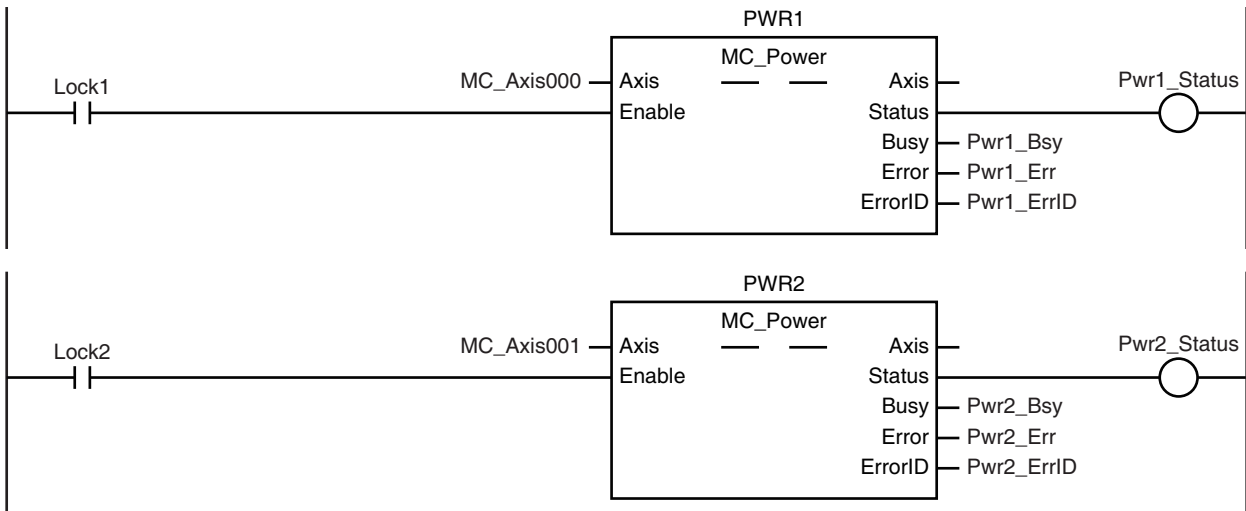 PWR1
MC_Power
Lock1
MC_Axis000
Axis
Axis
Pwr1_Status
Enable
Status
Busy
Pwr1_Bsy
Error
Pwr1_Err
ErrorID
Pwr1_ErrID
PWR2
MC_Power
Lock2
MC_Axis001
Axis
Axis
Pwr2_Status
Enable
Status
Busy
Pwr2_Bsy
Error
Pwr2_Err
ErrorID
Pwr2_ErrID